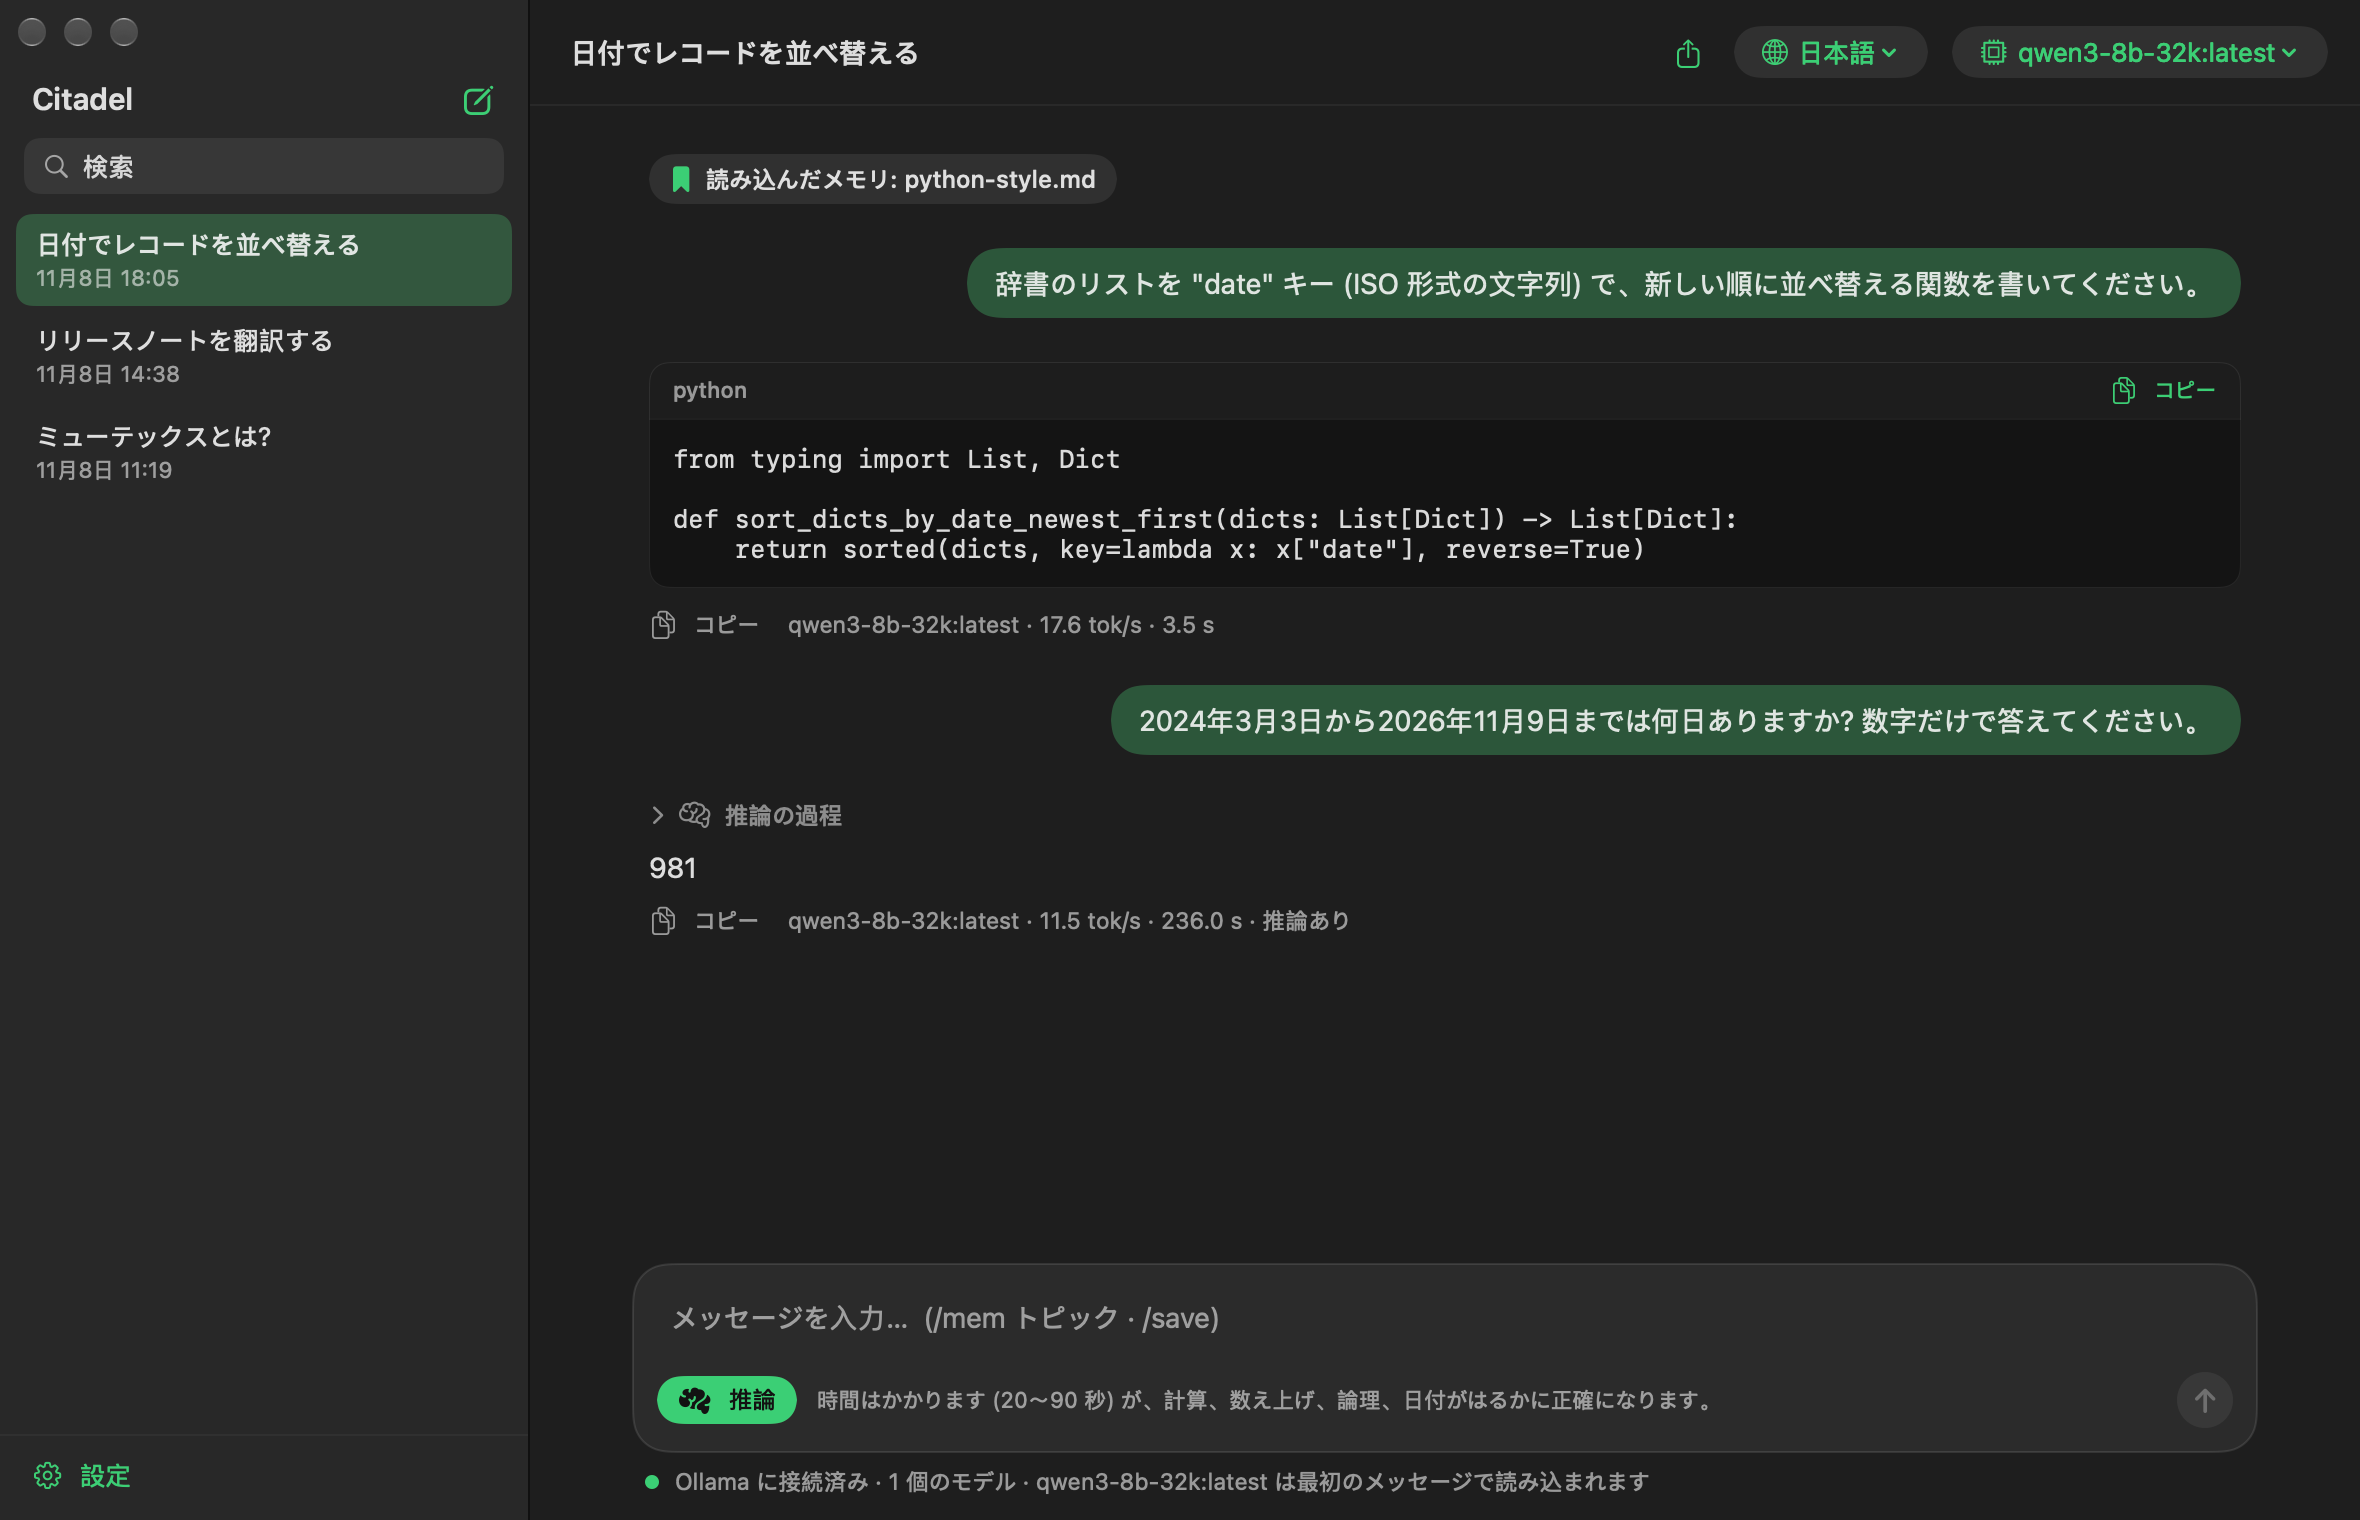 Citadel
検索
日付でレコードを並べ替える
11月8日 18:05
リリースノートを翻訳する
11月8日 14:38
ミューテックスとは?
11月8日 11:19
設定
日付でレコードを並べ替える
日本語
qwen3-8b-32k:latest
読み込んだメモリ: python-style.md
辞書のリストを "date" キー (ISO 形式の文字列) で、新しい順に並べ替える関数を書いてください。
python
コピー
from typing import List, Dict
def sort_dicts_by_date_newest_first(dicts: List[Dict]) -> List[Dict]:
    return sorted(dicts, key=lambda x: x["date"], reverse=True)
コピー qwen3-8b-32k:latest · 17.6 tok/s · 3.5 s
2024年3月3日から2026年11月9日までは何日ありますか? 数字だけで答えてください。
推論の過程
981
コピー qwen3-8b-32k:latest · 11.5 tok/s · 236.0 s · 推論あり
メッセージを入力... (/mem トピック · /save)
推論 時間はかかります (20〜90 秒) が、計算、数え上げ、論理、日付がはるかに正確になります。
Ollama に接続済み · 1 個のモデル · qwen3-8b-32k:latest は最初のメッセージで読み込まれます